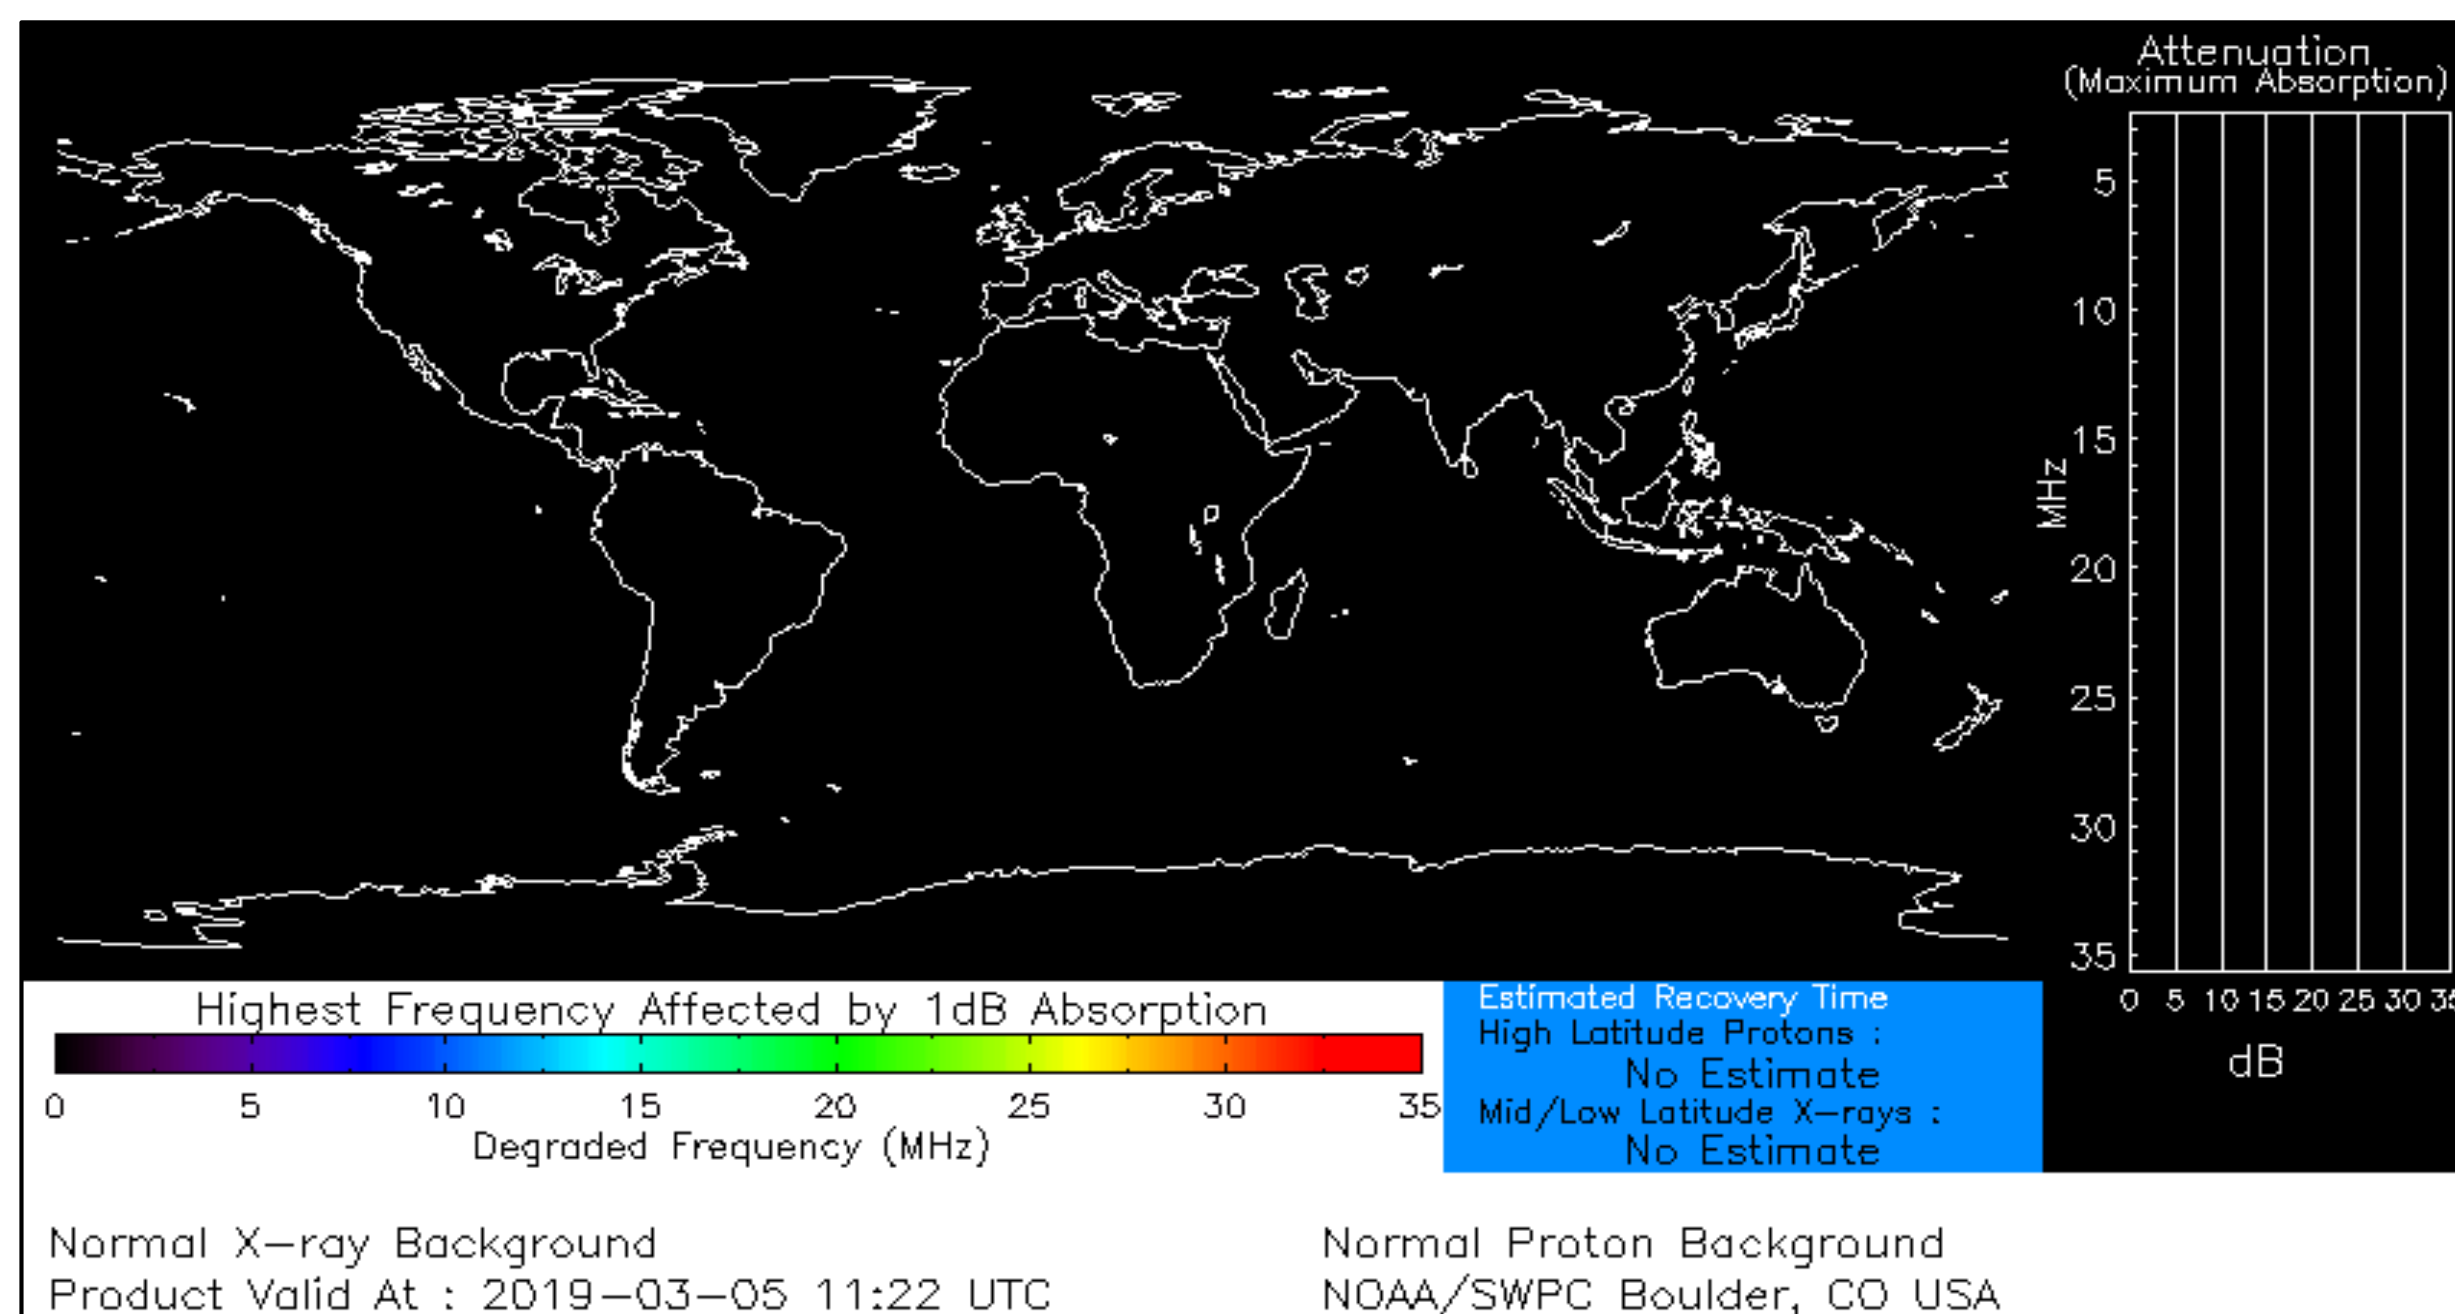 Attenuation
(Maximum Absorption)
5
10
15
20
25
30
35
MHz
0 5 10 15 20 25 30 35
dB
Highest Frequency Affected by 1dB Absorption
0 5 10 15 20 25 30 35
Degraded Frequency (MHz)
Estimated Recovery Time
High Latitude Protons :
No Estimate
Mid/Low Latitude X-rays :
No Estimate
Normal X-ray Background
Normal Proton Background
Product Valid At : 2019-03-05 11:22 UTC
NOAA/SWPC Boulder, CO USA